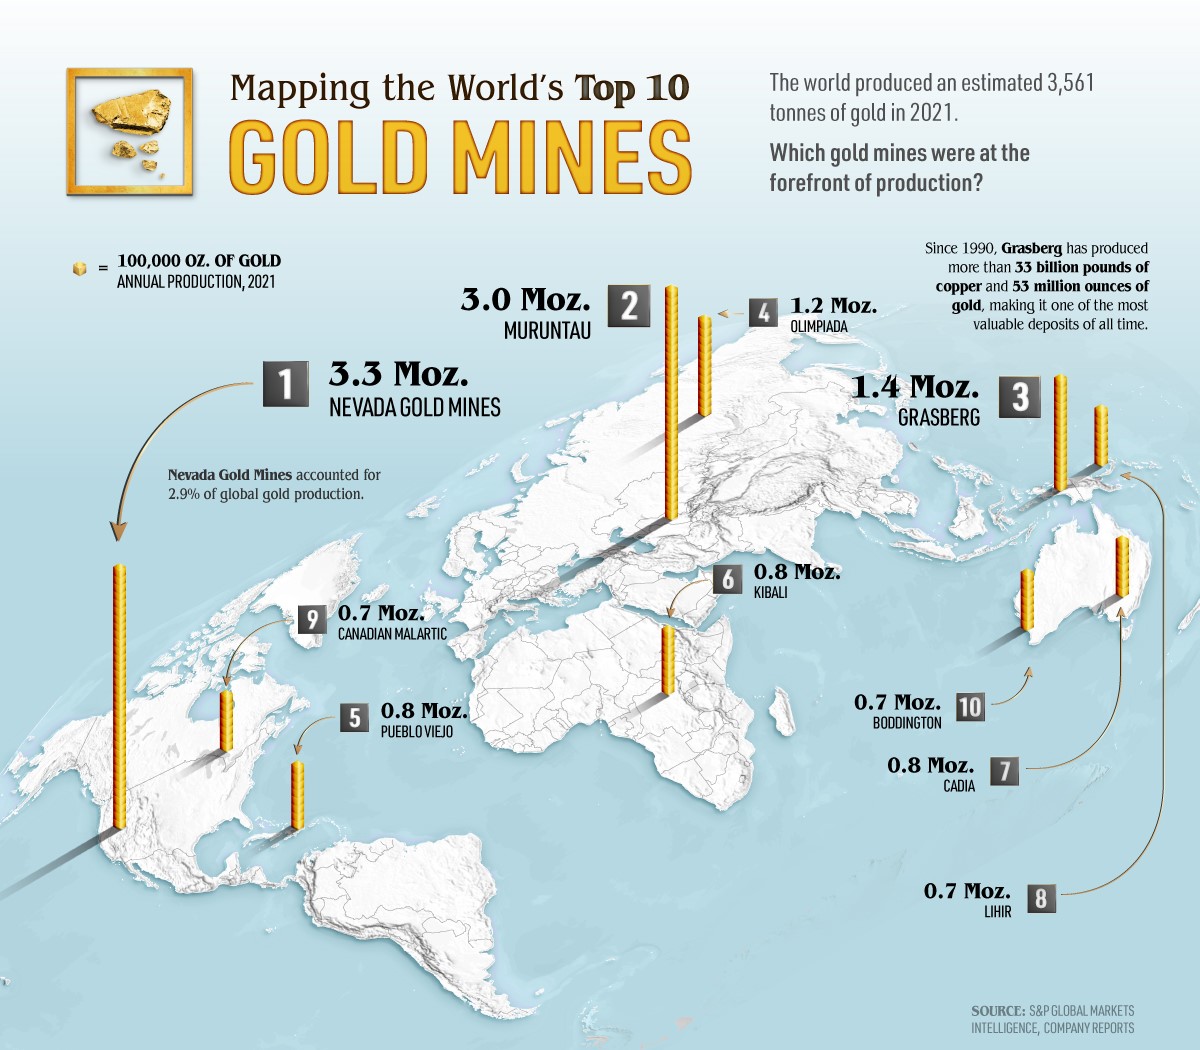 Mapping the World's Top 10
GOLD MINES
The world produced an estimated 3,561
tonnes of gold in 2021.
Which gold mines were at the
forefront of production?
= 100,000 OZ. OF GOLD
ANNUAL PRODUCTION, 2021
Since 1990, Grasberg has produced
more than 33 billion pounds of
copper and 53 million ounces of
gold, making it one of the most
valuable deposits of all time.
3.0 Moz.
MURUNTAU
2
4
1.2 Moz.
OLIMPIADA
1
3.3 Moz.
NEVADA GOLD MINES
1.4 Moz.
GRASBERG
3
Nevada Gold Mines accounted for
2.9% of global gold production.
6
0.8 Moz.
KIBALI
9
0.7 Moz.
CANADIAN MALARTIC
5
0.8 Moz.
PUEBLO VIEJO
0.7 Moz.
BODDINGTON
10
0.8 Moz.
CADIA
7
0.7 Moz.
LIHIR
8
SOURCE: S&P GLOBAL MARKETS
INTELLIGENCE, COMPANY REPORTS